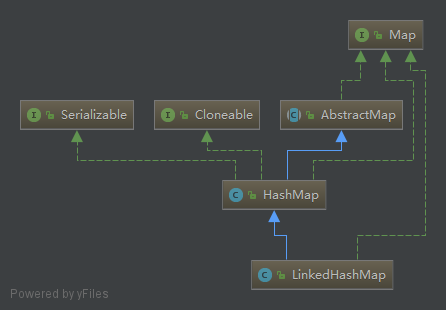 I Map
I Serializable
I Cloneable
C AbstractMap
C HashMap
C LinkedHashMap
Powered by yFiles